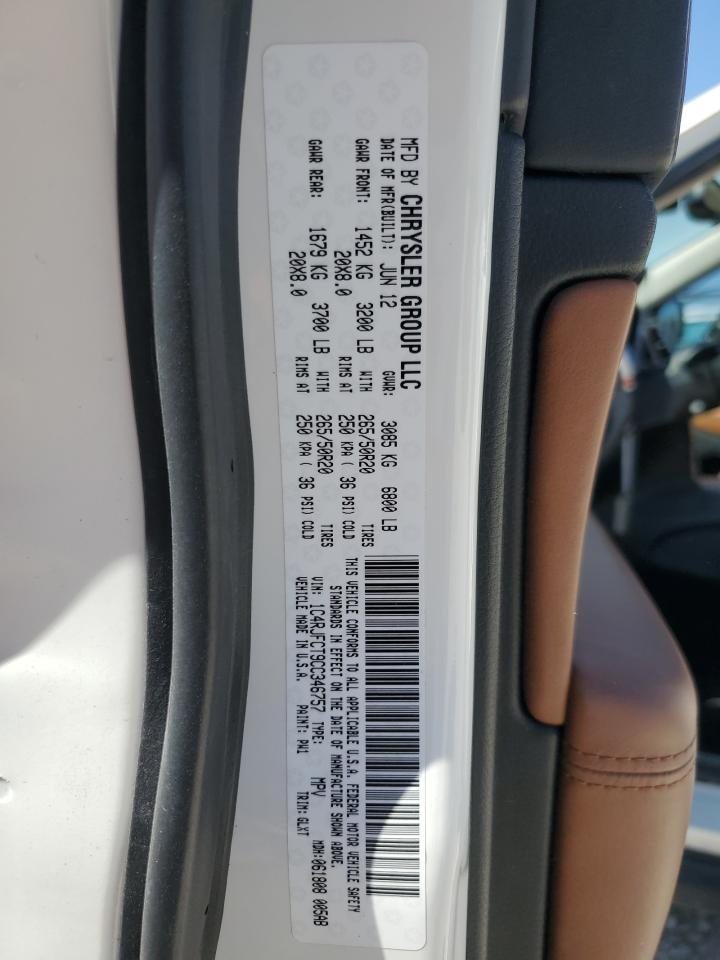 MFD BY CHRYSLER GROUP LLC
DATE OF MFR(BUILT): JUN 12 GVWR: 3085 KG 6800 LB
GAWR FRONT: 1452 KG 3200 LB WITH 265/50R20 TIRES
20X8.0 RIMS AT 250 KPA ( 36 PSI) COLD
GAWR REAR: 1679 KG 3700 LB WITH 265/50R20 TIRES
20X8.0 RIMS AT 250 KPA ( 36 PSI) COLD
THIS VEHICLE CONFORMS TO ALL APPLICABLE U.S.A. FEDERAL MOTOR VEHICLE SAFETY
STANDARDS IN EFFECT ON THE DATE OF MANUFACTURE SHOWN ABOVE.
VIN: 1C4RJFCT9CC346757 TYPE: MPV MDH:061808 005AB
VEHICLE MADE IN U.S.A. PAINT: PW1 TRIM:GLXT